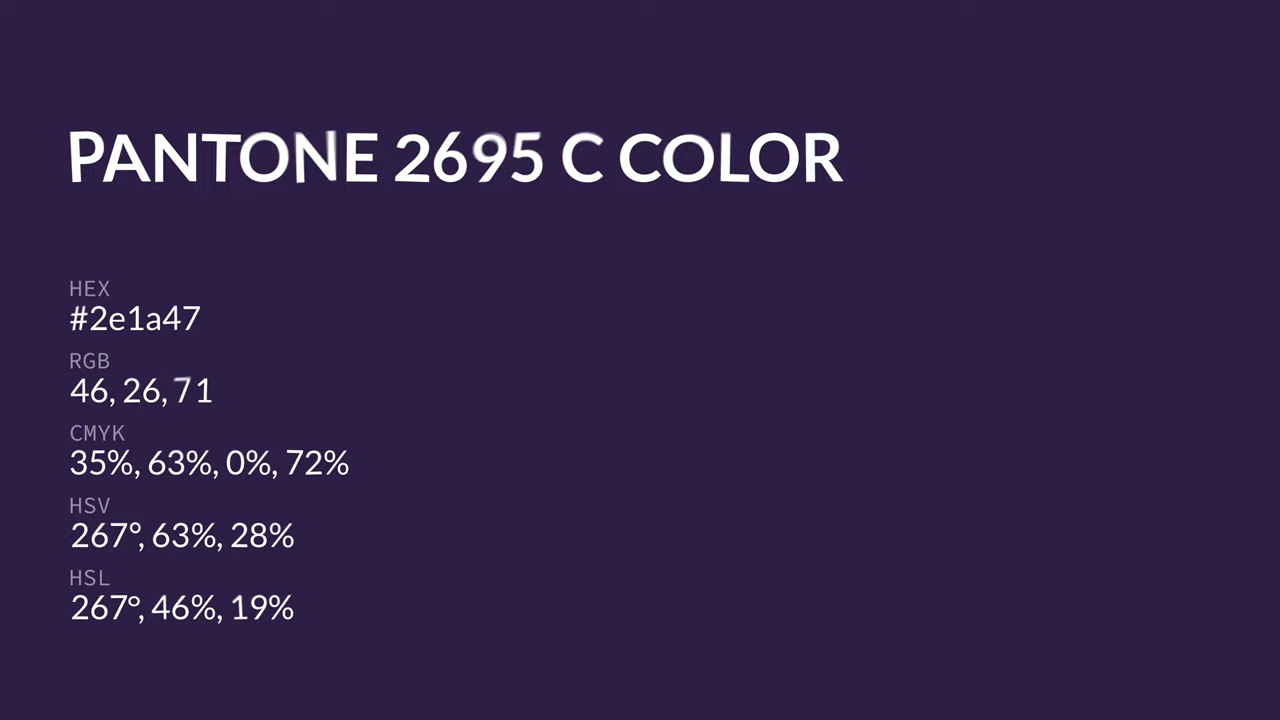 PANTONE 2695 C COLOR
HEX
#2e1a47
RGB
46, 26, 71
CMYK
35%, 63%, 0%, 72%
HSV
267°, 63%, 28%
HSL
267°, 46%, 19%